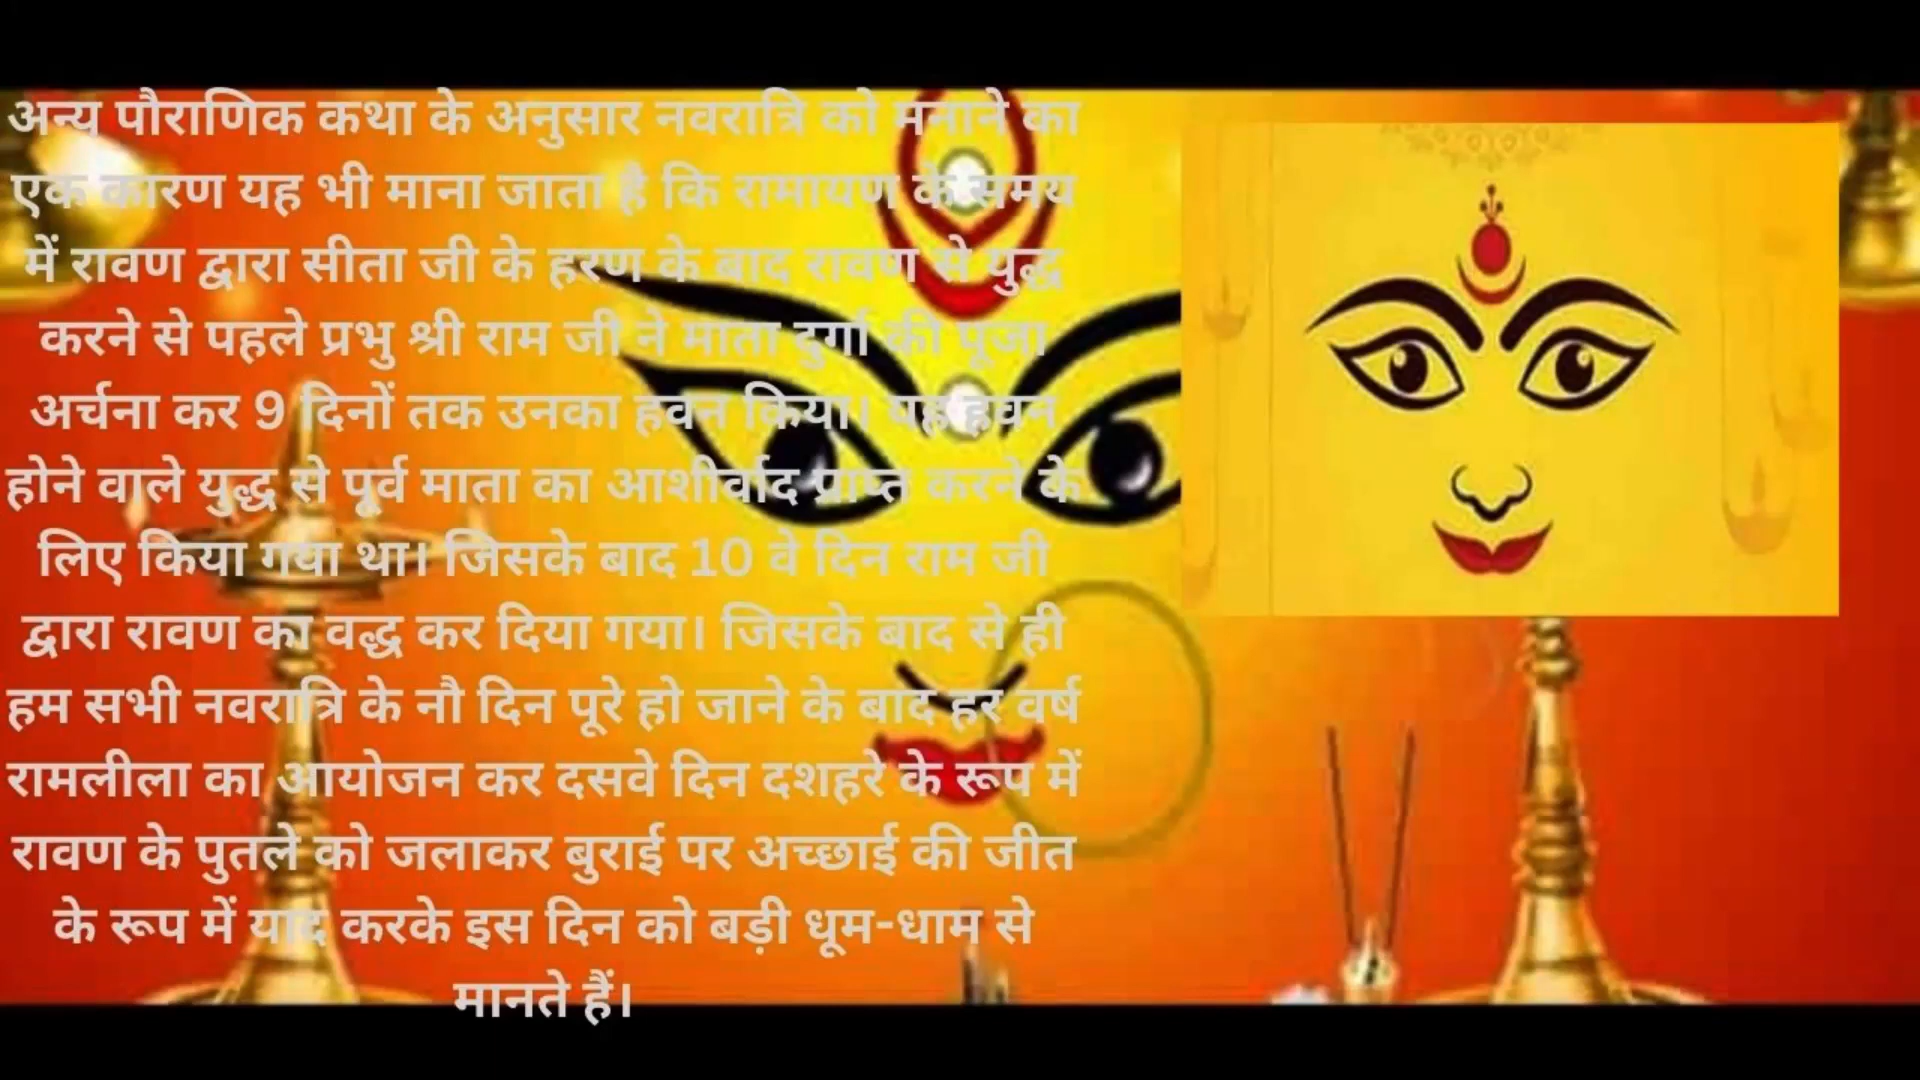 अन्य पौराणिक कथा के अनुसार नवरात्रि को मनाने का
एक कारण यह भी माना जाता है कि रामायण के समय
में रावण द्वारा सीता जी के हरण के बाद रावण से युद्ध
करने से पहले प्रभु श्री राम जी ने माता दुर्गा की पूजा
अर्चना कर 9 दिनों तक उनका हवन किया। यह हवन
होने वाले युद्ध से पूर्व माता का आशीर्वाद प्राप्त करने के
लिए किया गया था। जिसके बाद 10 वे दिन राम जी
द्वारा रावण का वद्ध कर दिया गया। जिसके बाद से ही
हम सभी नवरात्रि के नौ दिन पूरे हो जाने के बाद हर वर्ष
रामलीला का आयोजन कर दसवे दिन दशहरे के रूप में
रावण के पुतले को जलाकर बुराई पर अच्छाई की जीत
के रूप में याद करके इस दिन को बड़ी धूम-धाम से
मानते हैं।